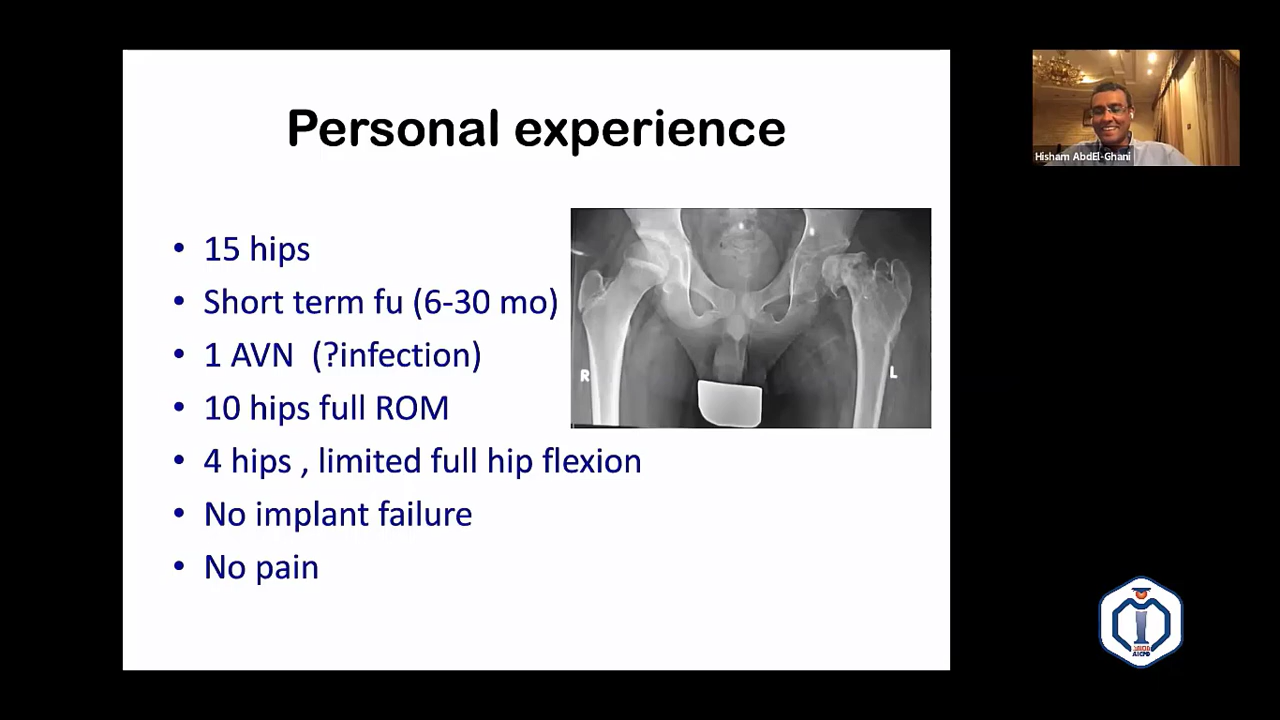 Personal experience
• 15 hips
• Short term fu (6-30 mo)
• 1 AVN (?infection)
• 10 hips full ROM
• 4 hips , limited full hip flexion
• No implant failure
• No pain
R
L
Hisham AbdEl-Ghani
AICPD